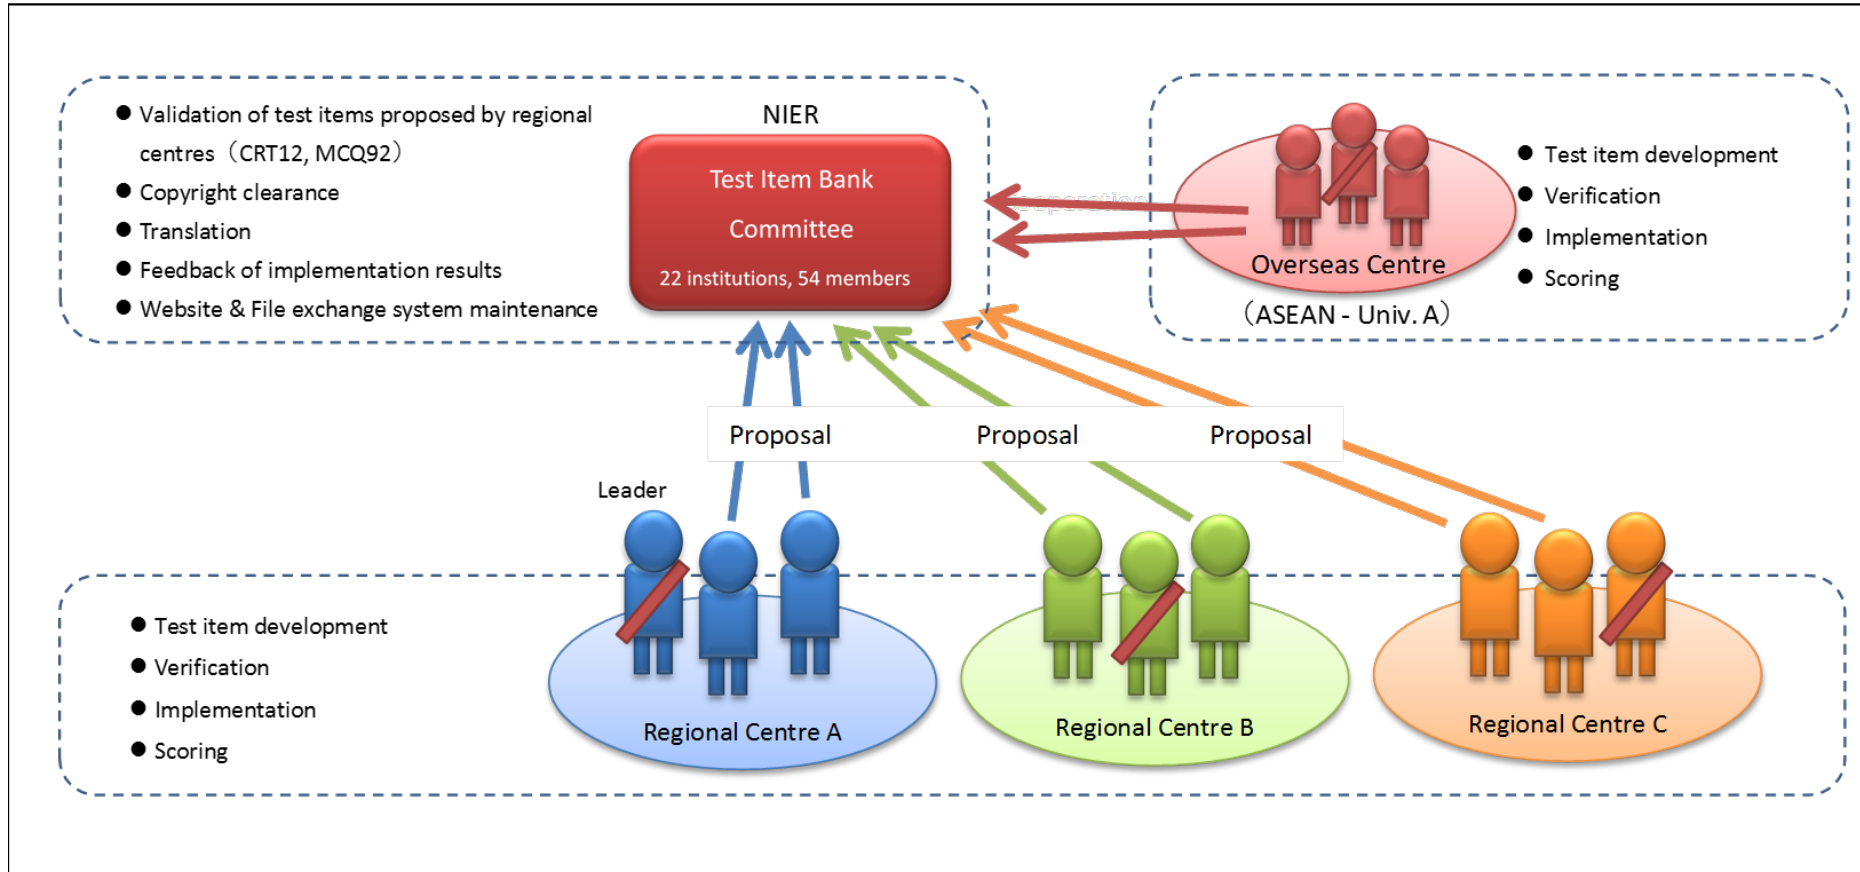 ● Validation of test items proposed by regional
centres（CRT12, MCQ92）
● Copyright clearance
● Translation
● Feedback of implementation results
● Website & File exchange system maintenance
NIER
Test Item Bank
Committee
22 institutions, 54 members
Overseas Centre
（ASEAN - Univ. A）
● Test item development
● Verification
● Implementation
● Scoring
Proposal
Proposal
Proposal
Leader
● Test item development
● Verification
● Implementation
● Scoring
Regional Centre A
Regional Centre B
Regional Centre C